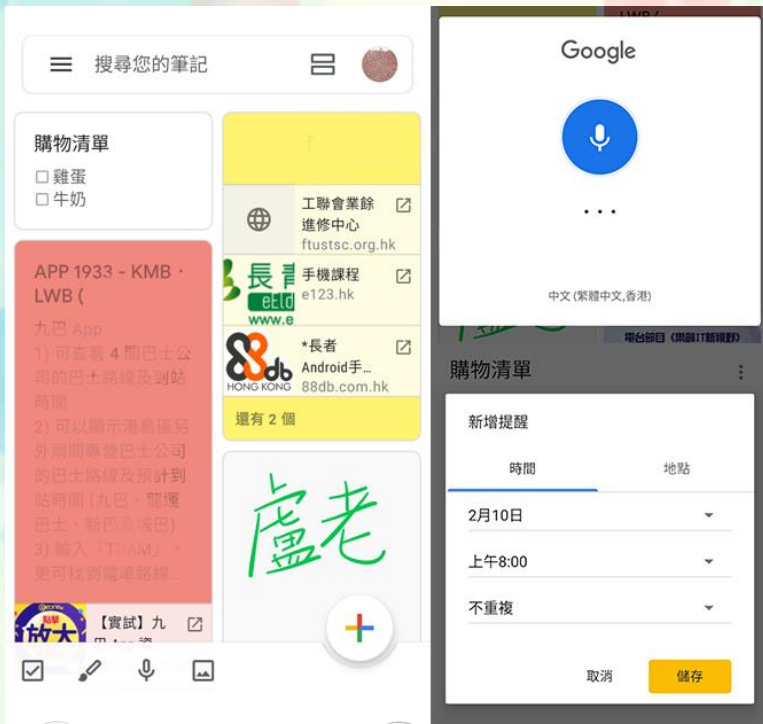 搜尋您的筆記
購物清單
雞蛋
牛奶
APP 1933 - KMB ·
LWB (
九巴 App
1) 可查看 4 間巴士公
司的巴士路線及到站
時間
2) 可以顯示港島區另
外兩間專營巴士公司
的巴士路線及預計到
站時間 (九巴、龍運
巴士、新巴及城巴)
3) 輸入「TRAM」，
更可找到電車路線...
放大
【實試】九
工聯會業餘
進修中心
ftustsc.org.hk
長青
eEld
www.e
手機課程
e123.hk
88db
HONG KONG
*長者
Android手...
88db.com.hk
還有 2 個
盧老
LWB (
Google
中文 (繁體中文,香港)
購物清單
新增提醒
時間
地點
2月10日
上午8:00
不重複
取消
儲存